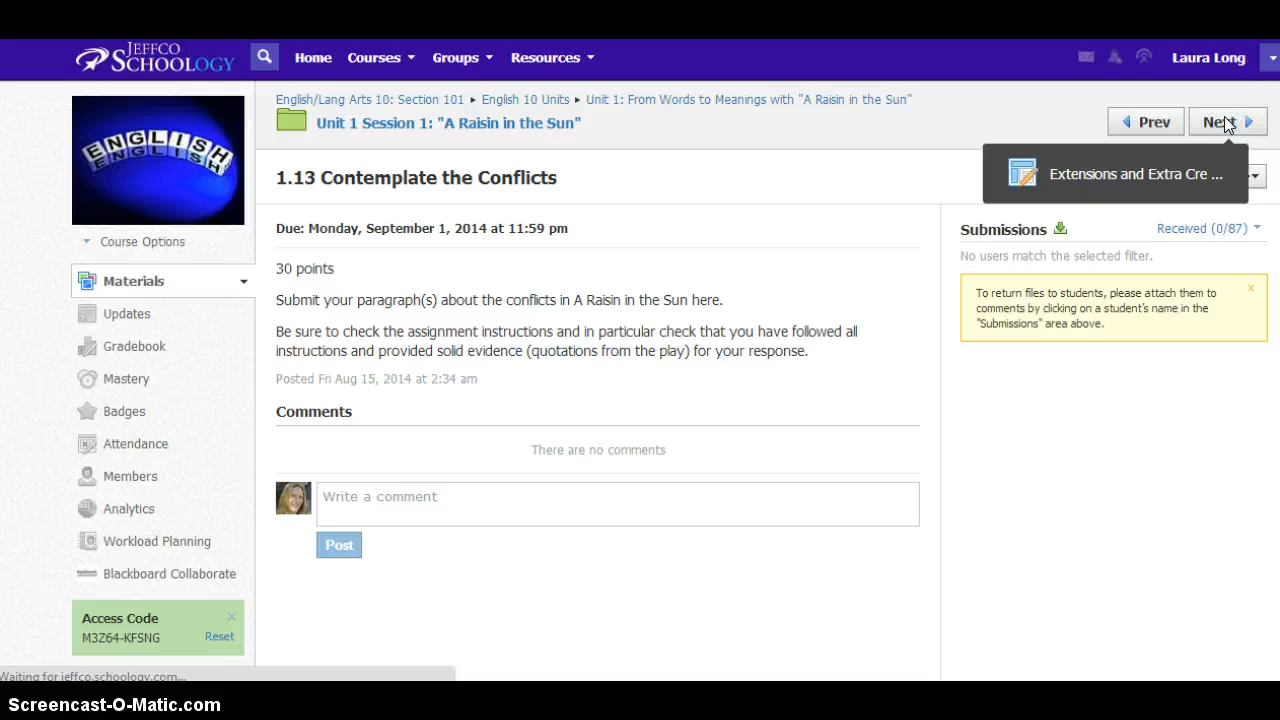 JEFFCO
SCHOOLOGY
Home
Courses
Groups
Resources
Laura Long
English/Lang Arts 10: Section 101 ▸ English 10 Units ▸ Unit 1: From Words to Meanings with "A Raisin in the Sun"
Unit 1 Session 1: "A Raisin in the Sun"
Prev
Next
Extensions and Extra Cre ...
ENGLISH
Course Options
Materials
Updates
Gradebook
Mastery
Badges
Attendance
Members
Analytics
Workload Planning
Blackboard Collaborate
Access Code
M3Z64-KFSNG
Reset
1.13 Contemplate the Conflicts
Due: Monday, September 1, 2014 at 11:59 pm
30 points
Submit your paragraph(s) about the conflicts in A Raisin in the Sun here.
Be sure to check the assignment instructions and in particular check that you have followed all
instructions and provided solid evidence (quotations from the play) for your response.
Posted Fri Aug 15, 2014 at 2:34 am
Comments
There are no comments
Write a comment
Post
Submissions
Received (0/87)
No users match the selected filter.
To return files to students, please attach them to
comments by clicking on a student's name in the
"Submissions" area above.
x
Waiting for jeffco.schoology.com...
Screencast-O-Matic.com